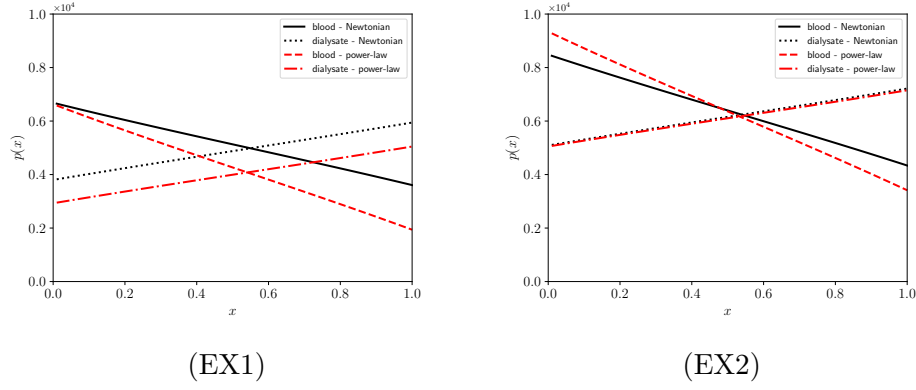 ×10⁴
1.0
0.8
0.6
0.4
0.2
0.0
p(x)
0.0 0.2 0.4 0.6 0.8 1.0
x
blood - Newtonian
dialysate - Newtonian
blood - power-law
dialysate - power-law
(EX1)
×10⁴
1.0
0.8
0.6
0.4
0.2
0.0
p(x)
0.0 0.2 0.4 0.6 0.8 1.0
x
blood - Newtonian
dialysate - Newtonian
blood - power-law
dialysate - power-law
(EX2)